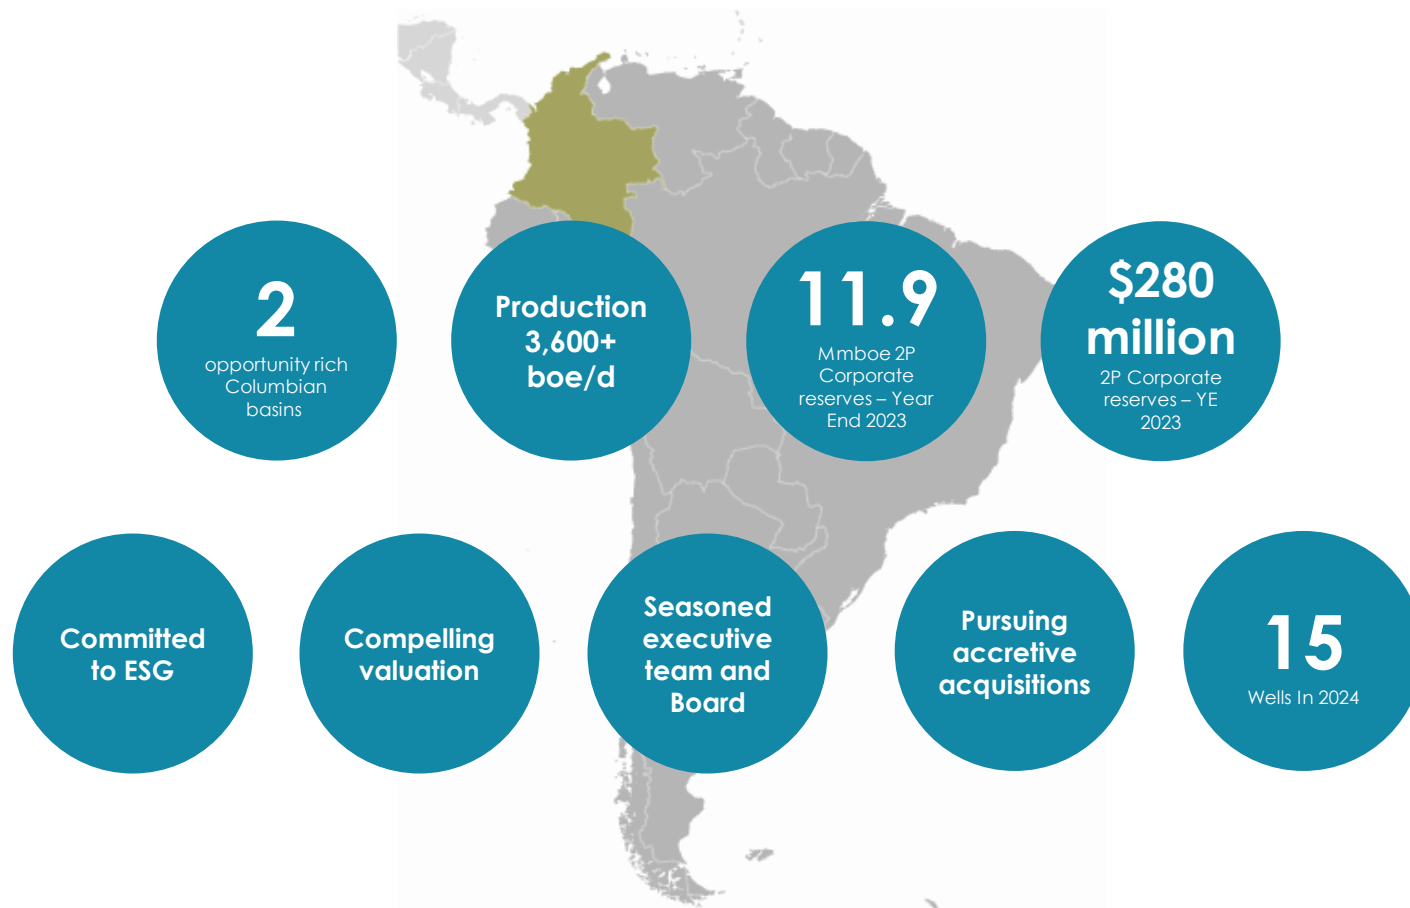 2
opportunity rich
Columbian
basins
Production
3,600+
boe/d
11.9
Mmboe 2P
Corporate
reserves – Year
End 2023
$280
million
2P Corporate
reserves – YE
2023
Committed
to ESG
Compelling
valuation
Seasoned
executive
team and
Board
Pursuing
accretive
acquisitions
15
Wells In 2024